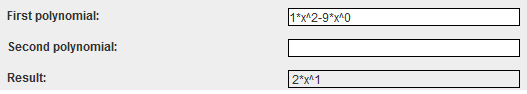 First polynomial: 1*x^2-9*x^0
Second polynomial:
Result: 2*x^1